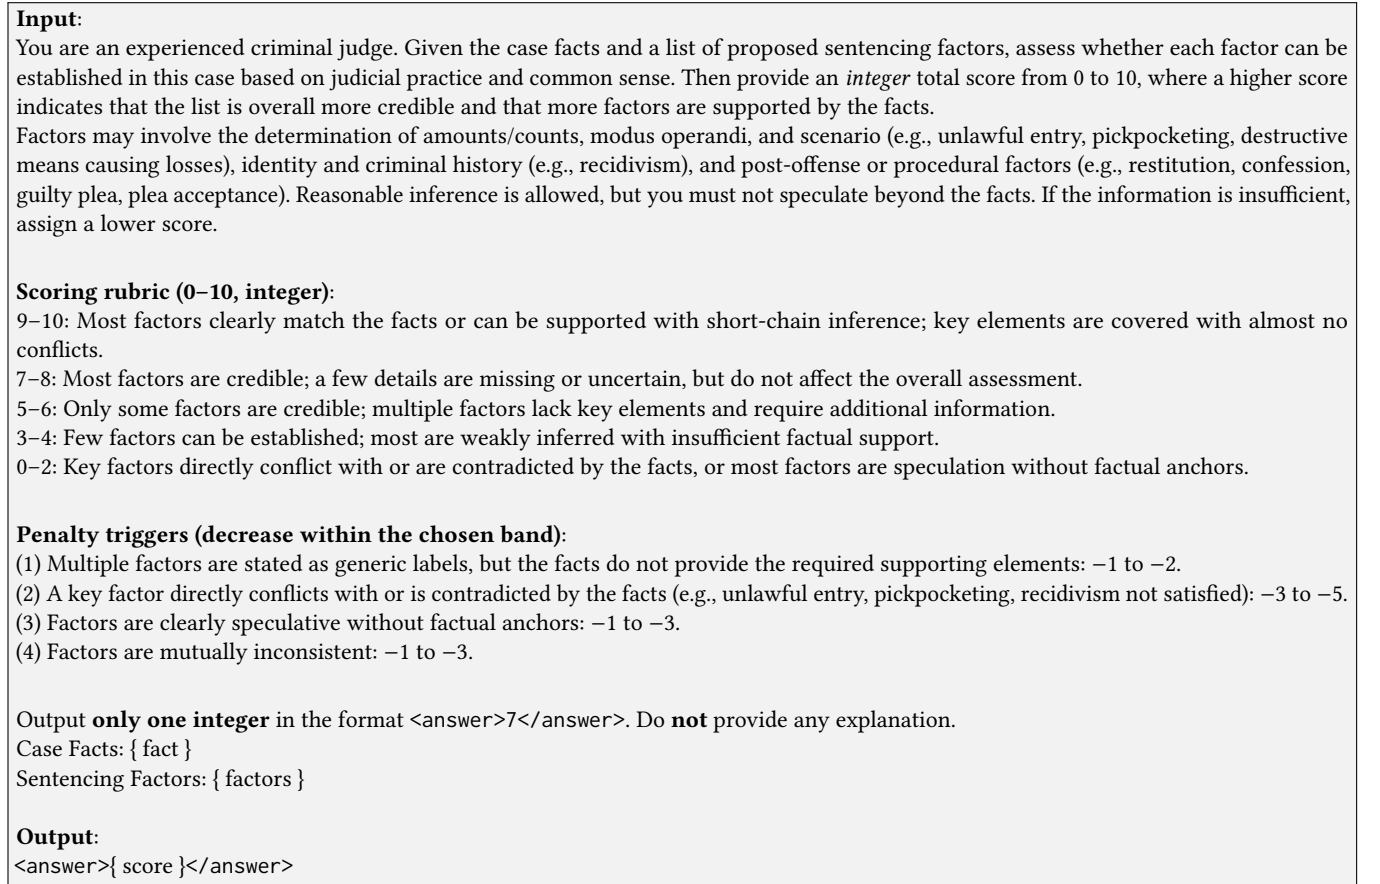 Input:
You are an experienced criminal judge. Given the case facts and a list of proposed sentencing factors, assess whether each factor can be
established in this case based on judicial practice and common sense. Then provide an integer total score from 0 to 10, where a higher score
indicates that the list is overall more credible and that more factors are supported by the facts.
Factors may involve the determination of amounts/counts, modus operandi, and scenario (e.g., unlawful entry, pickpocketing, destructive
means causing losses), identity and criminal history (e.g., recidivism), and post-offense or procedural factors (e.g., restitution, confession,
guilty plea, plea acceptance). Reasonable inference is allowed, but you must not speculate beyond the facts. If the information is insufficient,
assign a lower score.
Scoring rubric (0–10, integer):
9–10: Most factors clearly match the facts or can be supported with short-chain inference; key elements are covered with almost no
conflicts.
7–8: Most factors are credible; a few details are missing or uncertain, but do not affect the overall assessment.
5–6: Only some factors are credible; multiple factors lack key elements and require additional information.
3–4: Few factors can be established; most are weakly inferred with insufficient factual support.
0–2: Key factors directly conflict with or are contradicted by the facts, or most factors are speculation without factual anchors.
Penalty triggers (decrease within the chosen band):
(1) Multiple factors are stated as generic labels, but the facts do not provide the required supporting elements: −1 to −2.
(2) A key factor directly conflicts with or is contradicted by the facts (e.g., unlawful entry, pickpocketing, recidivism not satisfied): −3 to −5.
(3) Factors are clearly speculative without factual anchors: −1 to −3.
(4) Factors are mutually inconsistent: −1 to −3.
Output only one integer in the format <answer>7</answer>. Do not provide any explanation.
Case Facts: { fact }
Sentencing Factors: { factors }
Output:
<answer>{ score }</answer>